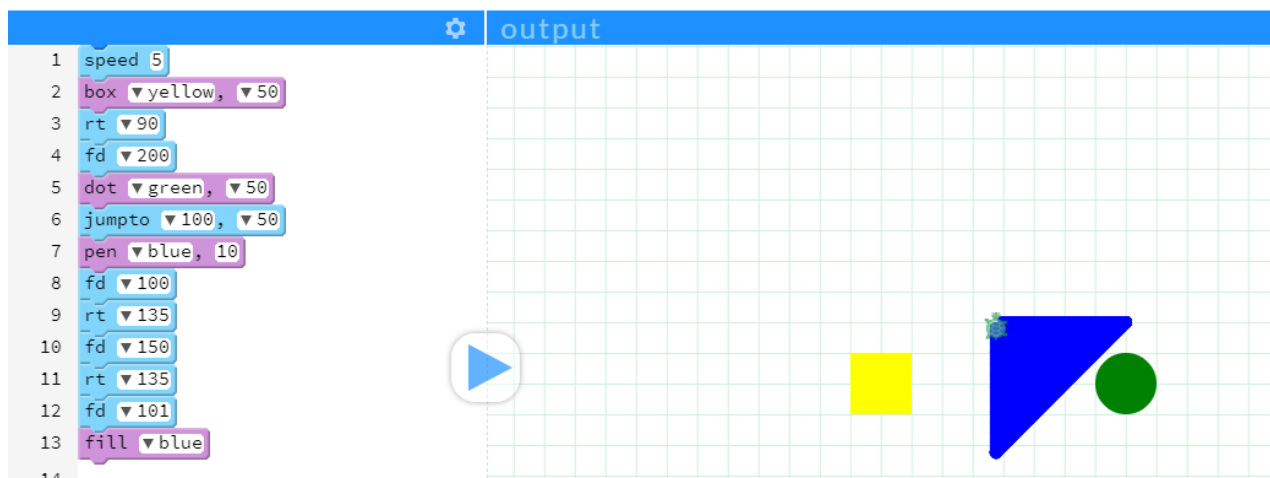 output
1 speed 5
2 box ▼yellow, ▼50
3 rt ▼90
4 fd ▼200
5 dot ▼green, ▼50
6 jumpto ▼100, ▼50
7 pen ▼blue, 10
8 fd ▼100
9 rt ▼135
10 fd ▼150
11 rt ▼135
12 fd ▼101
13 fill ▼blue